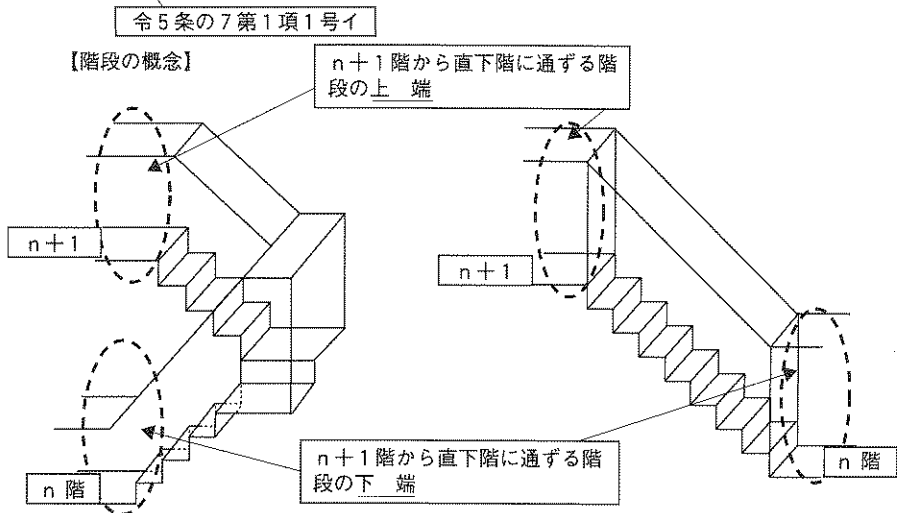 令5条の7第1項1号イ
【階段の概念】
n+1階から直下階に通ずる階
段の上 端
n+1
n+1
n+1階から直下階に通ずる階
段の下 端
n階
n階